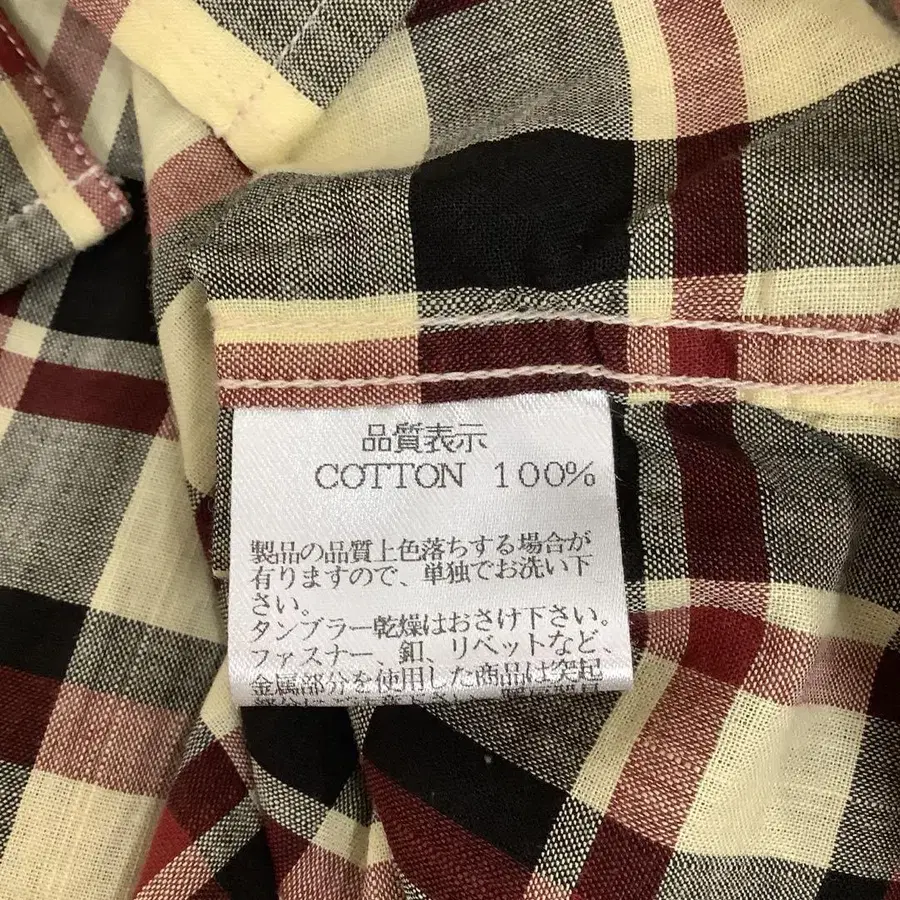 品質表示
COTTON 100%
製品の品質上色落ちする場合が
有りますので、単独でお洗い下
さい。
タンブラー乾燥はおさけ下さい。
ファスナー、釦、リベットなど、
金属部分を使用した商品は突起